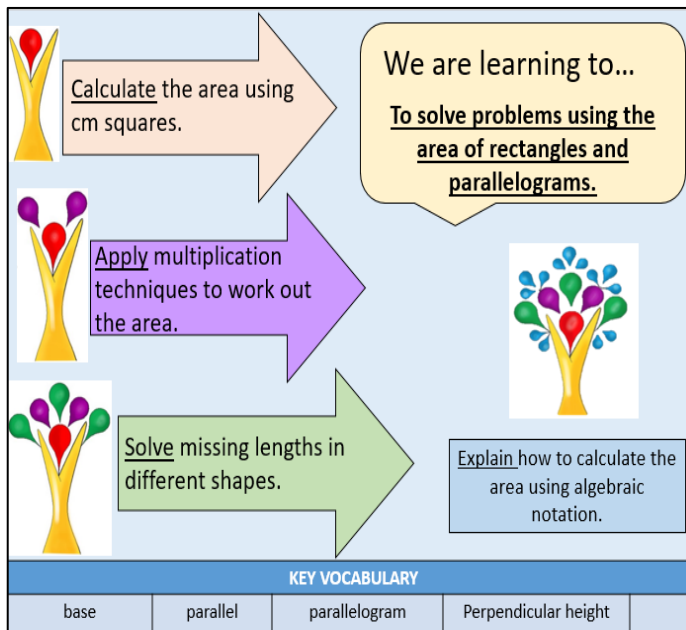 Calculate the area using
cm squares.
We are learning to...
To solve problems using the
area of rectangles and
parallelograms.
Apply multiplication
techniques to work out
the area.
Solve missing lengths in
different shapes.
Explain how to calculate the
area using algebraic
notation.
KEY VOCABULARY
base parallel parallelogram Perpendicular height